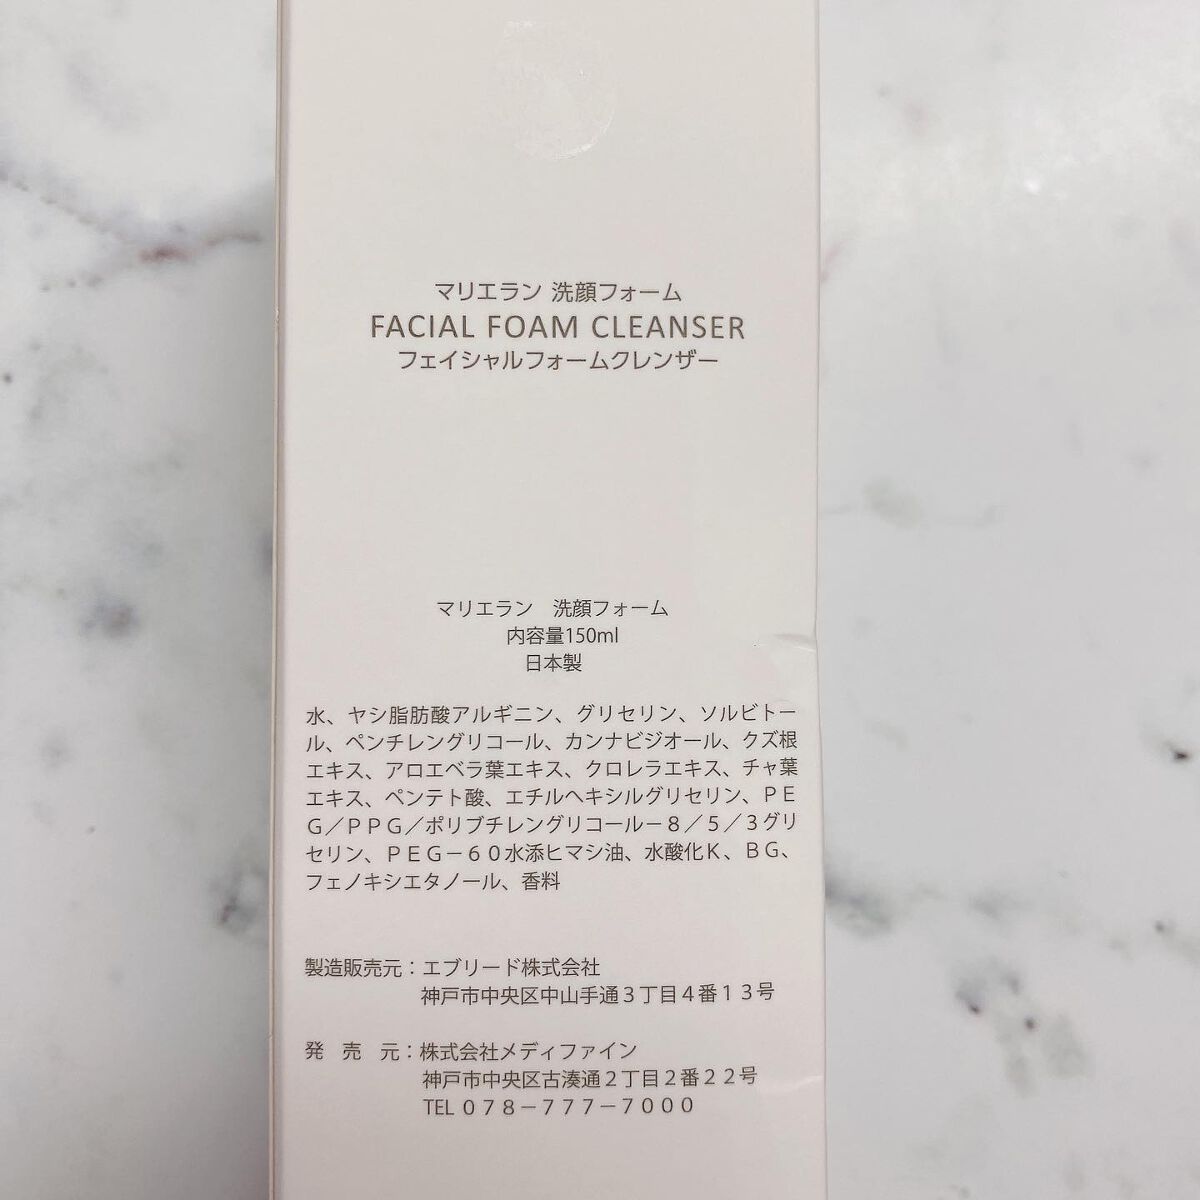 マリエラン 洗顔フォーム
FACIAL FOAM CLEANSER
フェイシャルフォームクレンザー
マリエラン　洗顔フォーム
内容量150ml
日本製
水、ヤシ脂肪酸アルギニン、グリセリン、ソルビトー
ル、ペンチレングリコール、カンナビジオール、クズ根
エキス、アロエベラ葉エキス、クロレラエキス、チャ葉
エキス、ペンテト酸、エチルヘキシルグリセリン、ＰＥ
Ｇ／ＰＰＧ／ポリブチレングリコール－８／５／３グリ
セリン、ＰＥＧ－６０水添ヒマシ油、水酸化Ｋ、ＢＧ、
フェノキシエタノール、香料
製造販売元：エブリード株式会社
神戸市中央区中山手通３丁目４番１３号
発　売　元：株式会社メディファイン
神戸市中央区古湊通２丁目２番２２号
TEL ０７８－７７７－７０００